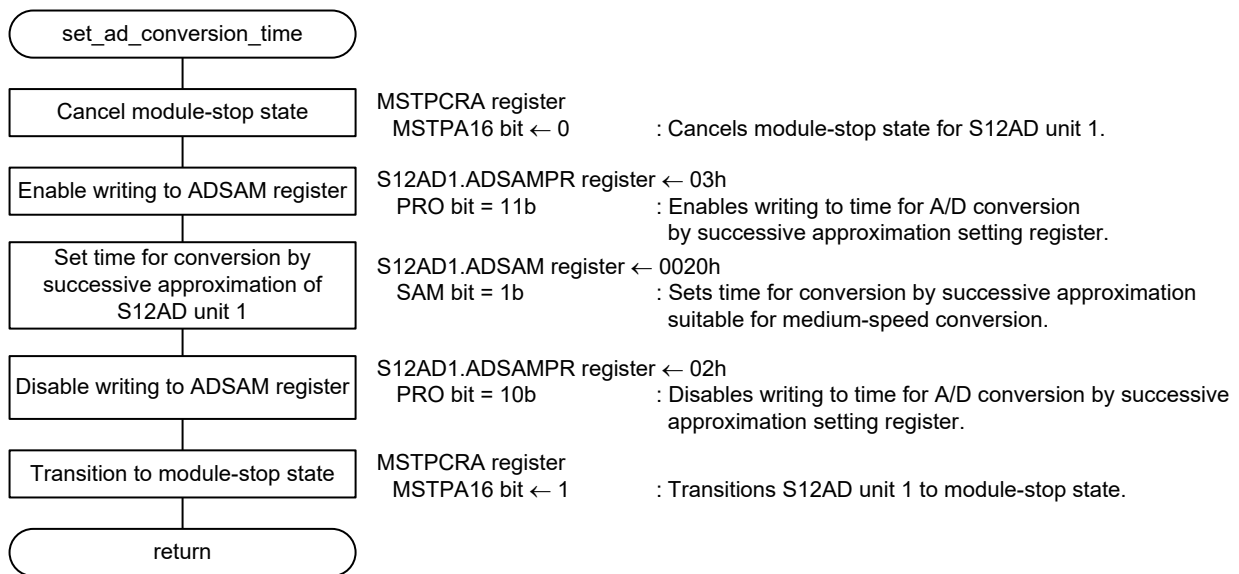 set_ad_conversion_time
Cancel module-stop state
MSTPCRA register
MSTPA16 bit ← 0 : Cancels module-stop state for S12AD unit 1.
Enable writing to ADSAM register
S12AD1.ADSAMPR register ← 03h
PRO bit = 11b : Enables writing to time for A/D conversion
by successive approximation setting register.
Set time for conversion by
successive approximation of
S12AD unit 1
S12AD1.ADSAM register ← 0020h
SAM bit = 1b : Sets time for conversion by successive approximation
suitable for medium-speed conversion.
Disable writing to ADSAM register
S12AD1.ADSAMPR register ← 02h
PRO bit = 10b : Disables writing to time for A/D conversion by successive
approximation setting register.
Transition to module-stop state
MSTPCRA register
MSTPA16 bit ← 1 : Transitions S12AD unit 1 to module-stop state.
return